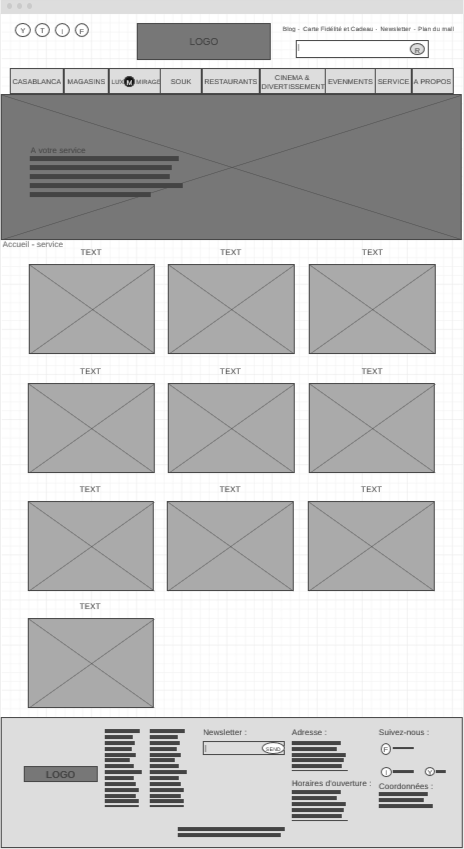 Y T i F
LOGO
Blog - Carte Fidélité et Cadeau - Newsletter - Plan du mail
R
CASABLANCA MAGASINS LUX M MIRAGE SOUK RESTAURANTS CINEMA & DIVERTISSEMENT EVENMENTS SERVICE A PROPOS
A votre service
Accueil - service
TEXT TEXT TEXT
TEXT TEXT TEXT
TEXT TEXT TEXT
TEXT
Newsletter : Adresse : Suivez-nous :
SEND F
LOGO I Y
Horaires d'ouverture : Coordonnées :